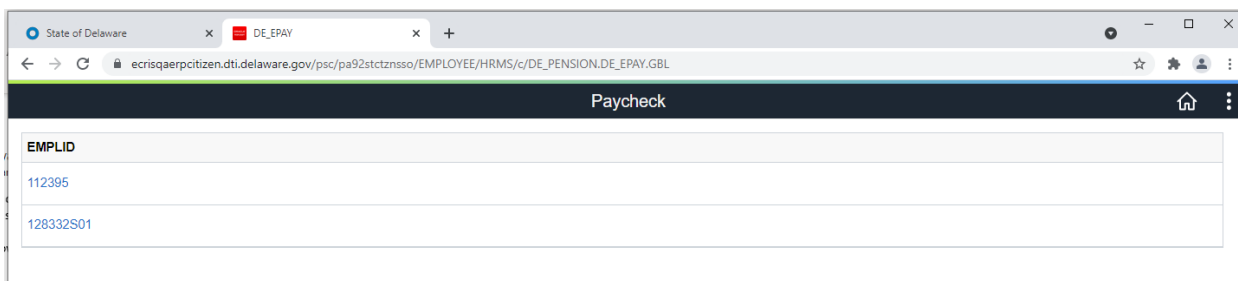 State of Delaware
DE_EPAY
ecrisqaerpcitizen.dti.delaware.gov/psc/pa92stctznsso/EMPLOYEE/HRMS/c/DE_PENSION.DE_EPAY.GBL
Paycheck
EMPLID
112395
128332S01